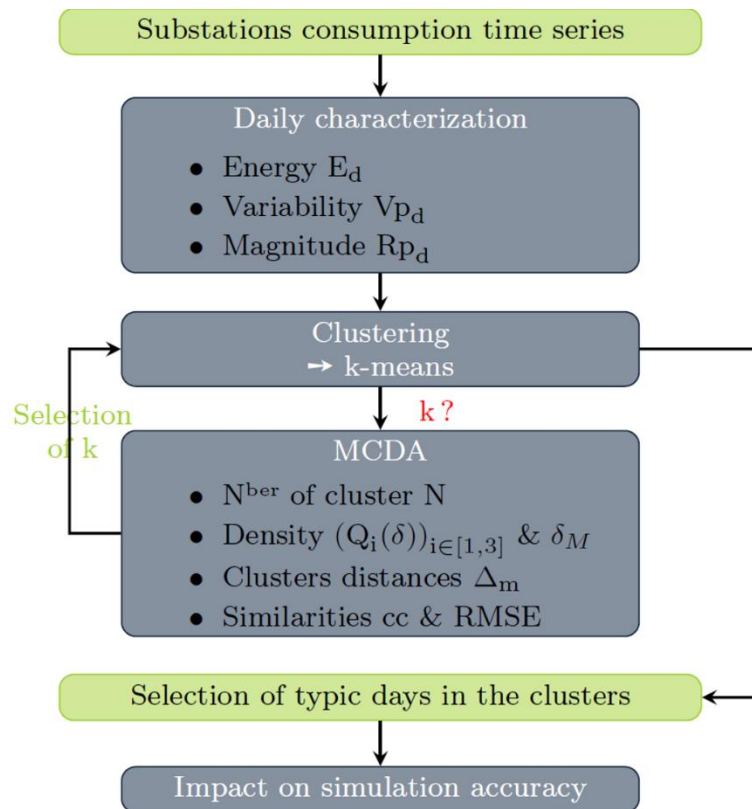 Substations consumption time series
Daily characterization
• Energy E_d
• Variability Vp_d
• Magnitude Rp_d
Clustering
➙ k-means
k ?
Selection
of k
MCDA
• N^ber of cluster N
• Density (Q_i(δ))_i∈[1,3] & δ_M
• Clusters distances Δ_m
• Similarities cc & RMSE
Selection of typic days in the clusters
Impact on simulation accuracy